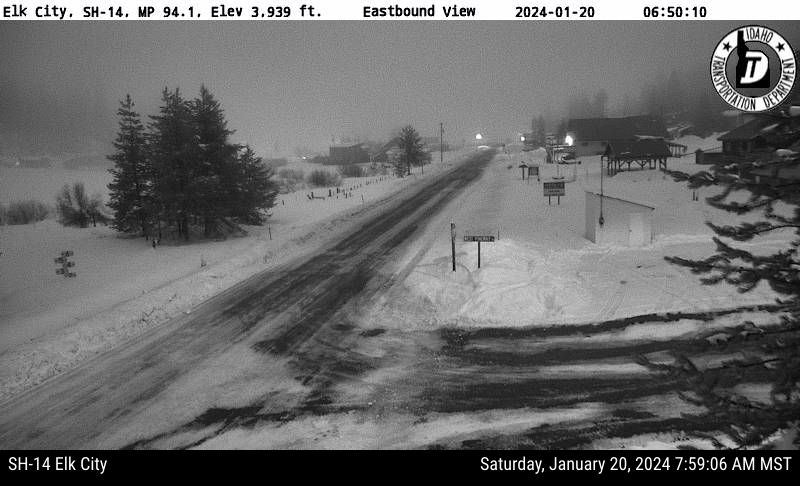 Elk City, SH-14, MP 94.1, Elev 3,939 ft. Eastbound View 2024-01-20 06:50:10
IDAHO
TRANSPORTATION DEPARTMENT
SH-14 Elk City Saturday, January 20, 2024 7:59:06 AM MST